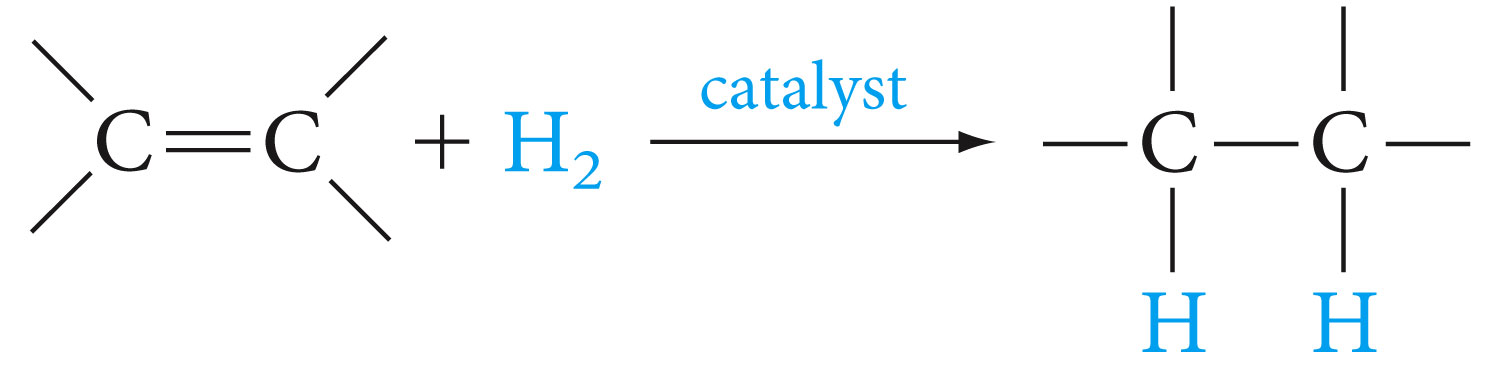 catalyst
C=C + H₂ → —C—C—
H H